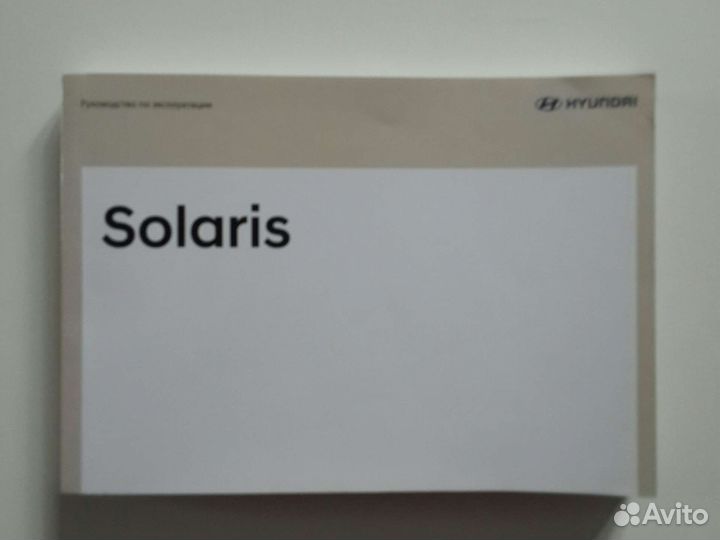 Руководство по эксплуатации
HYUNDAI
Solaris
Avito